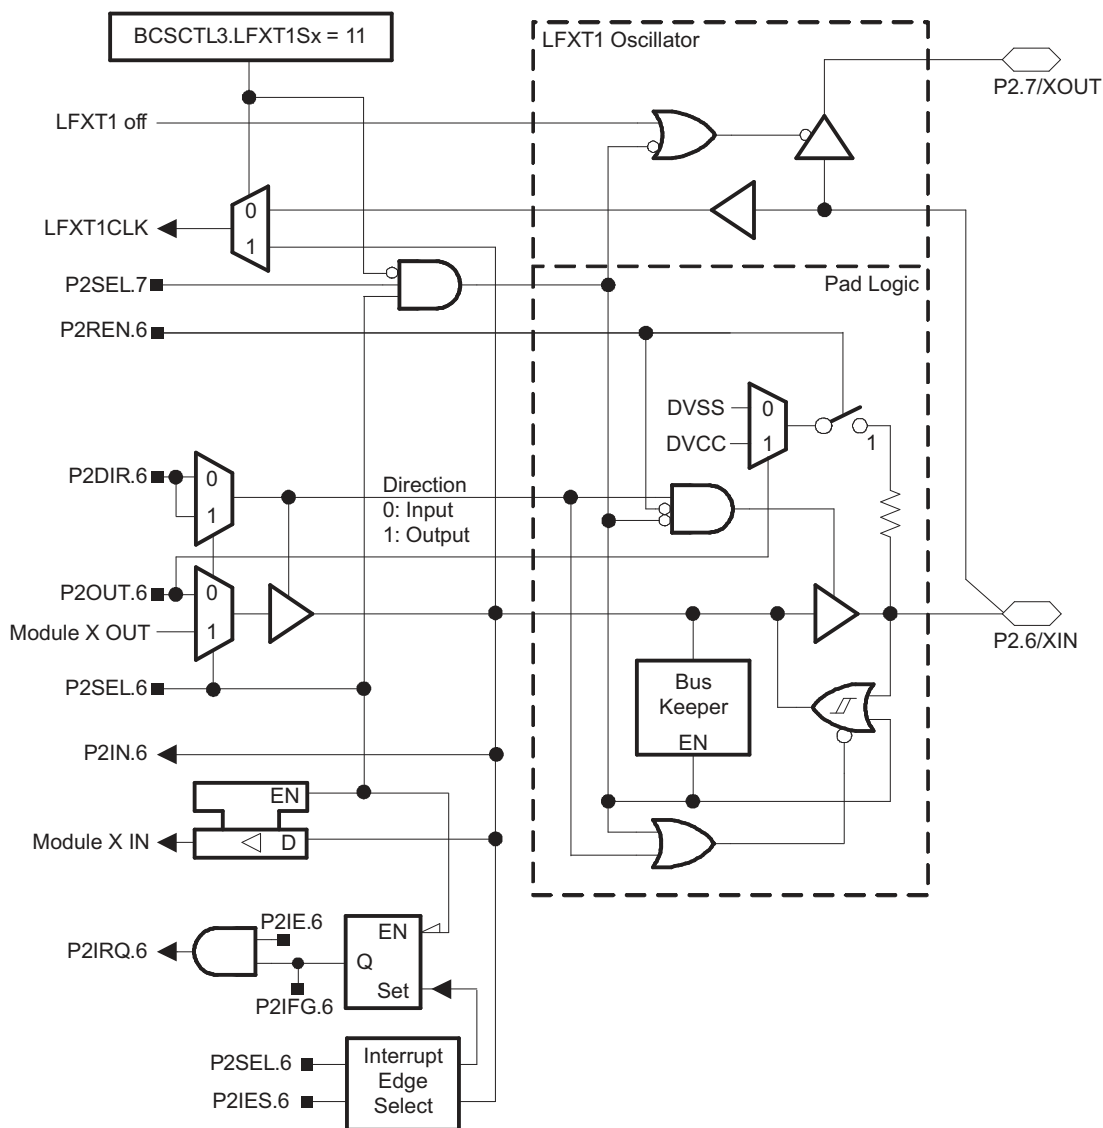 BCSCTL3.LFXT1Sx = 11
LFXT1 Oscillator
P2.7/XOUT
LFXT1 off
0
LFXT1CLK
1
P2SEL.7
Pad Logic
P2REN.6
DVSS
0
DVCC
1
1
P2DIR.6
0
1
Direction
0: Input
1: Output
P2OUT.6
0
Module X OUT
1
P2.6/XIN
P2SEL.6
Bus
Keeper
EN
P2IN.6
EN
Module X IN
D
P2IE.6
EN
P2IRQ.6
Q
Set
P2IFG.6
P2SEL.6
P2IES.6
Interrupt
Edge
Select